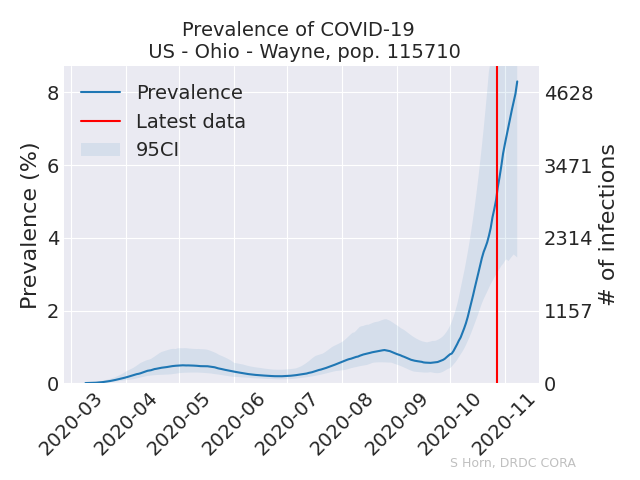 Prevalence of COVID-19
US - Ohio - Wayne, pop. 115710
Prevalence
Latest data
95CI
Prevalence (%)
8
6
4
2
0
4628
3471
2314
1157
0
# of infections
2020-03
2020-04
2020-05
2020-06
2020-07
2020-08
2020-09
2020-10
2020-11
S Horn, DRDC CORA